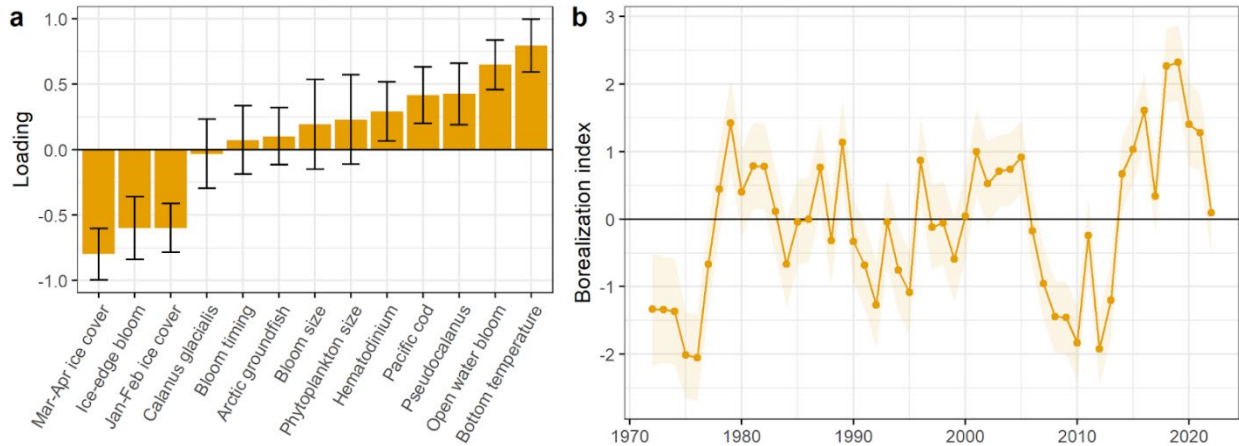 a
Loading
1.0
0.5
0.0
-0.5
-1.0
Mar-Apr ice cover
Ice-edge bloom
Jan-Feb ice cover
Calanus glacialis
Bloom timing
Arctic groundfish
Bloom size
Phytoplankton size
Hematodinium
Pacific cod
Pseudocalanus
Open water bloom
Bottom temperature
b
Borealization index
3
2
1
0
-1
-2
1970
1980
1990
2000
2010
2020